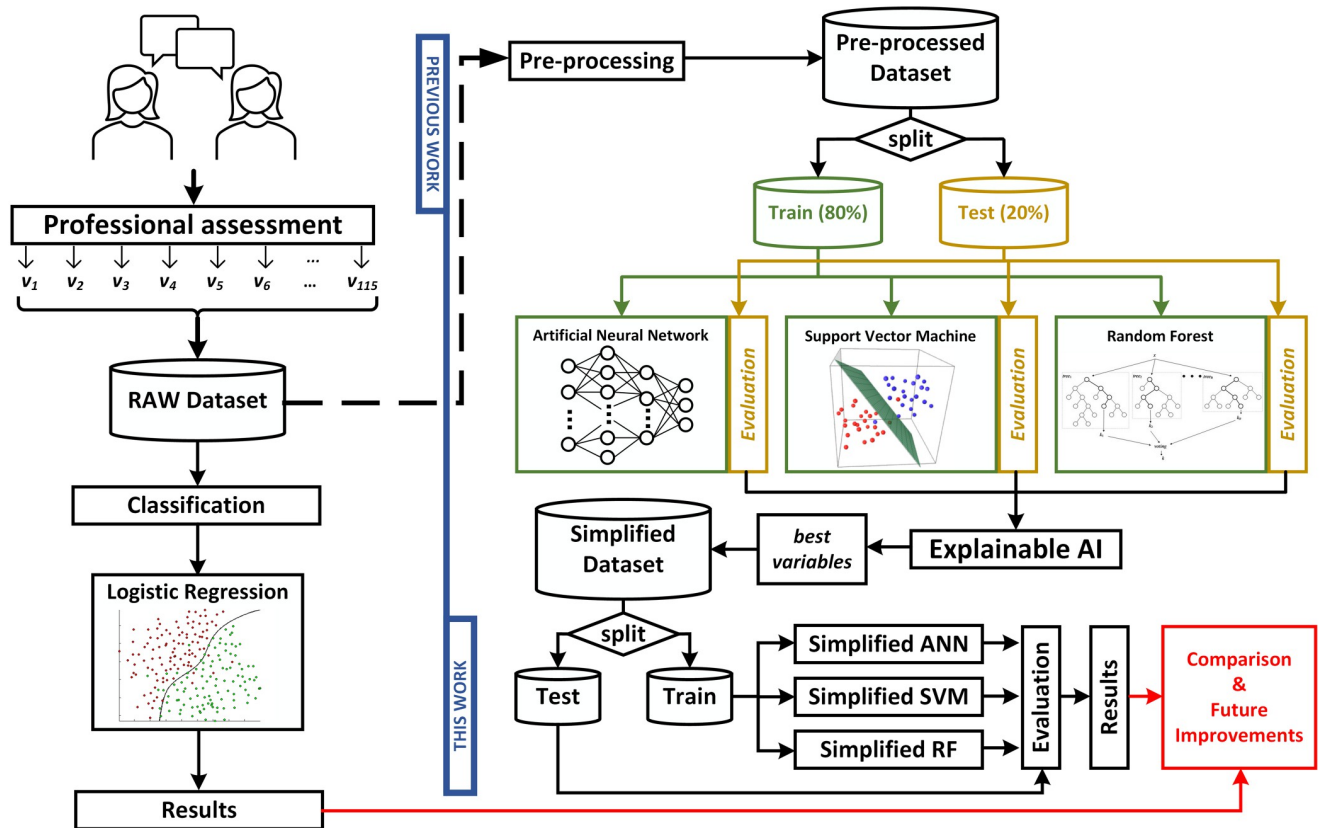 Professional assessment
v1 v2 v3 v4 v5 v6 ... v115
...
RAW Dataset
Classification
Logistic Regression
Results
PREVIOUS WORK
THIS WORK
Pre-processing
Pre-processed
Dataset
split
Train (80%)
Test (20%)
Artificial Neural Network
Evaluation
Support Vector Machine
Evaluation
Random Forest
voting
Evaluation
Explainable AI
best
variables
Simplified
Dataset
split
Test
Train
Simplified ANN
Simplified SVM
Simplified RF
Evaluation
Results
Comparison
&
Future
Improvements